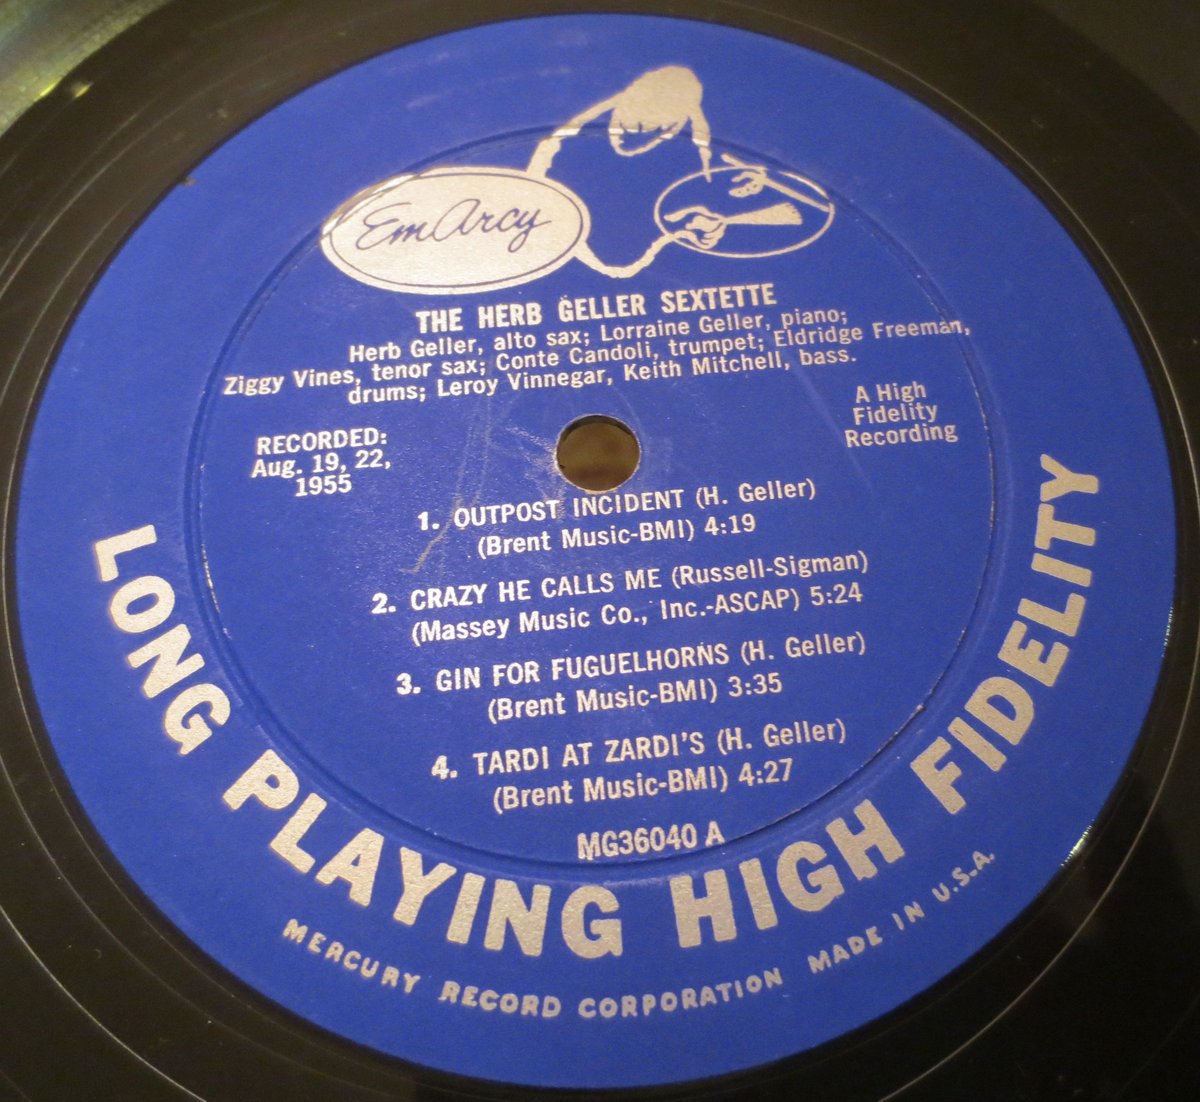 EmArcy
THE HERB GELLER SEXTETTE
Herb Geller, alto sax; Lorraine Geller, piano;
Ziggy Vines, tenor sax; Conte Candoli, trumpet; Eldridge Freeman,
drums; Leroy Vinnegar, Keith Mitchell, bass.
RECORDED:
Aug. 19, 22,
1955
A High
Fidelity
Recording
1. OUTPOST INCIDENT (H. Geller)
(Brent Music-BMI) 4:19
2. CRAZY HE CALLS ME (Russell-Sigman)
(Massey Music Co., Inc.-ASCAP) 5:24
3. GIN FOR FUGUELHORNS (H. Geller)
(Brent Music-BMI) 3:35
4. TARDI AT ZARDI'S (H. Geller)
(Brent Music-BMI) 4:27
MG36040 A
LONG PLAYING HIGH FIDELITY
MERCURY RECORD CORPORATION MADE IN U.S.A.